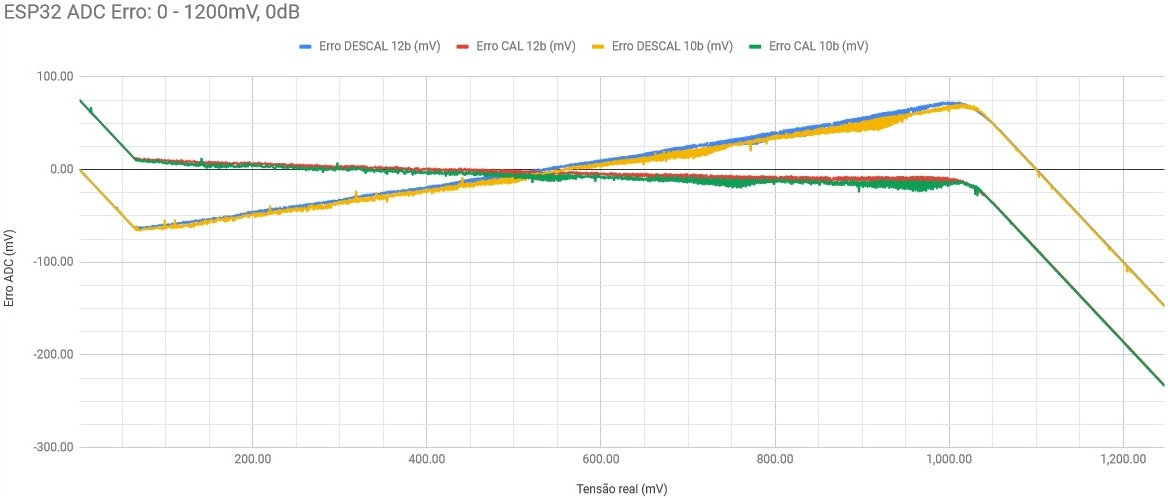 ESP32 ADC Erro: 0 - 1200mV, 0dB
Erro DESCAL 12b (mV) Erro CAL 12b (mV) Erro DESCAL 10b (mV) Erro CAL 10b (mV)
Erro ADC (mV)
100.00
0.00
-100.00
-200.00
-300.00
200.00 400.00 600.00 800.00 1,000.00 1,200.00
Tensão real (mV)